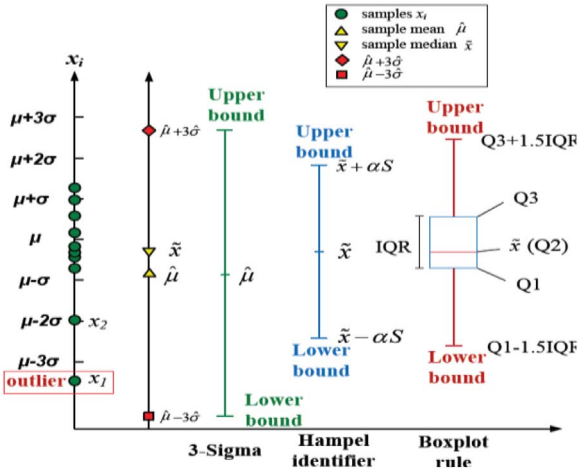 samples xᵢ
sample mean μ̂
sample median x̃
μ̂+3σ̂
μ̂−3σ̂
xᵢ
μ+3σ
μ+2σ
μ+σ
μ
μ-σ
μ-2σ
x₂
μ-3σ
outlier
x₁
μ̂+3σ̂
x̃
μ̂
μ̂−3σ̂
Upper
bound
μ̂
Lower
bound
Upper
bound
x̃+αS
x̃
x̃−αS
Lower
bound
Upper
bound
Q3+1.5IQR
Q3
IQR
x̃ (Q2)
Q1
Q1-1.5IQR
Lower
bound
3-Sigma
Hampel
identifier
Boxplot
rule